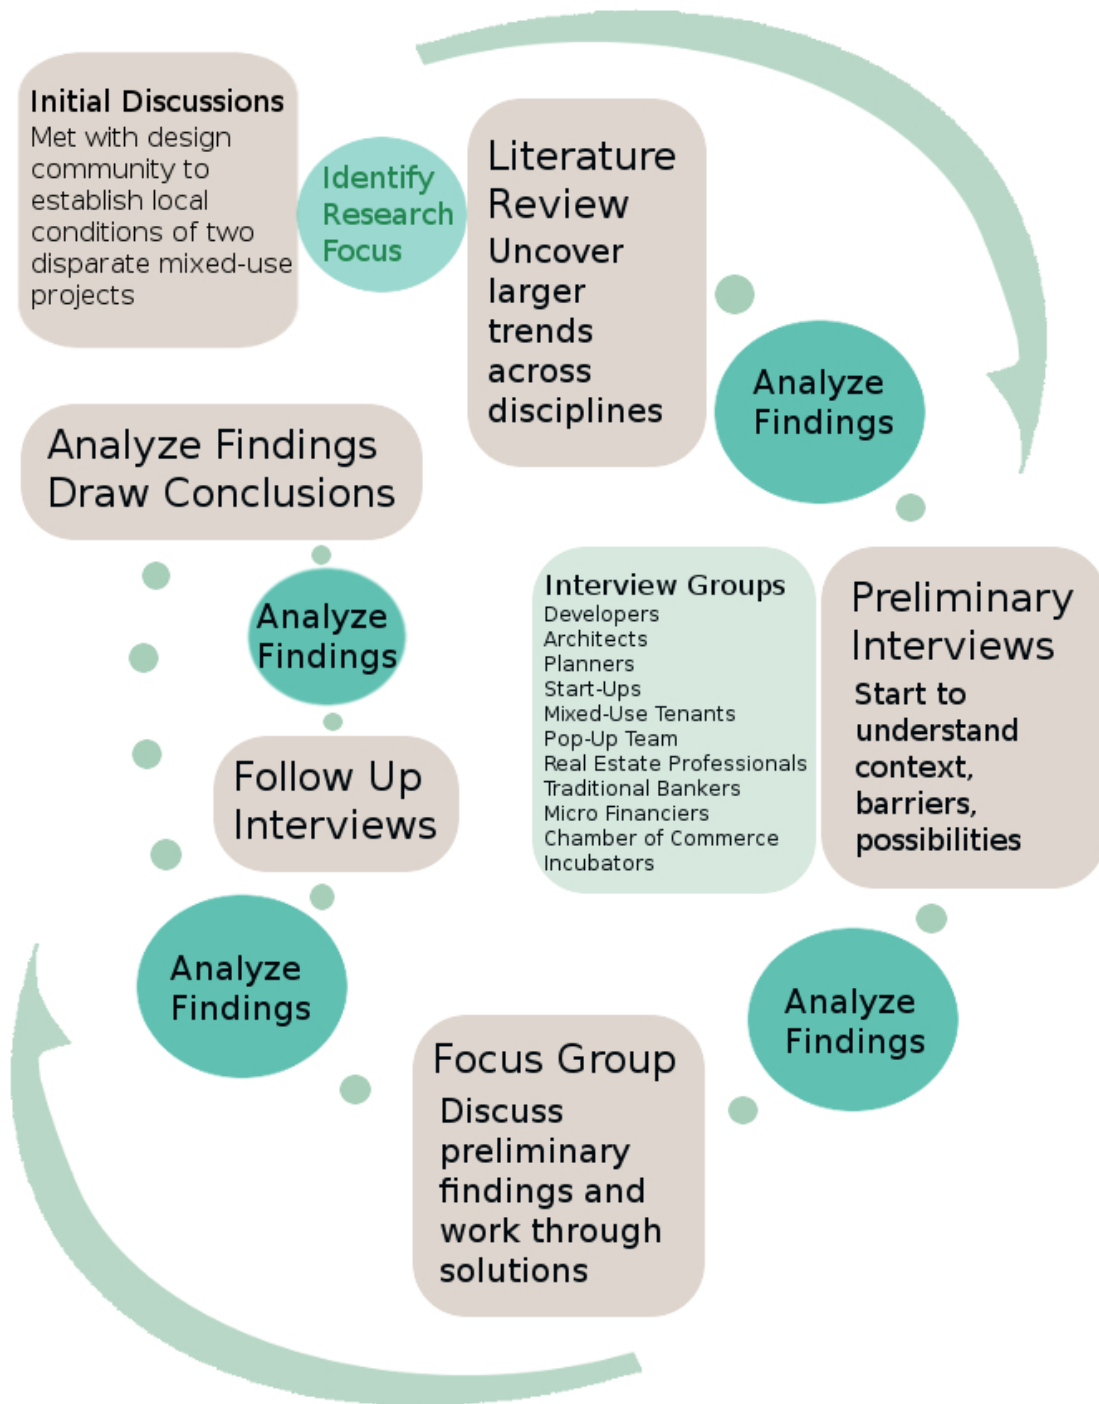 Initial Discussions
Met with design
community to
establish local
conditions of two
disparate mixed-use
projects
Identify
Research
Focus
Literature
Review
Uncover
larger
trends
across
disciplines
Analyze
Findings
Preliminary
Interviews
Start to
understand
context,
barriers,
possibilities
Interview Groups
Developers
Architects
Planners
Start-Ups
Mixed-Use Tenants
Pop-Up Team
Real Estate Professionals
Traditional Bankers
Micro Financiers
Chamber of Commerce
Incubators
Analyze
Findings
Focus Group
Discuss
preliminary
findings and
work through
solutions
Analyze
Findings
Follow Up
Interviews
Analyze
Findings
Analyze Findings
Draw Conclusions